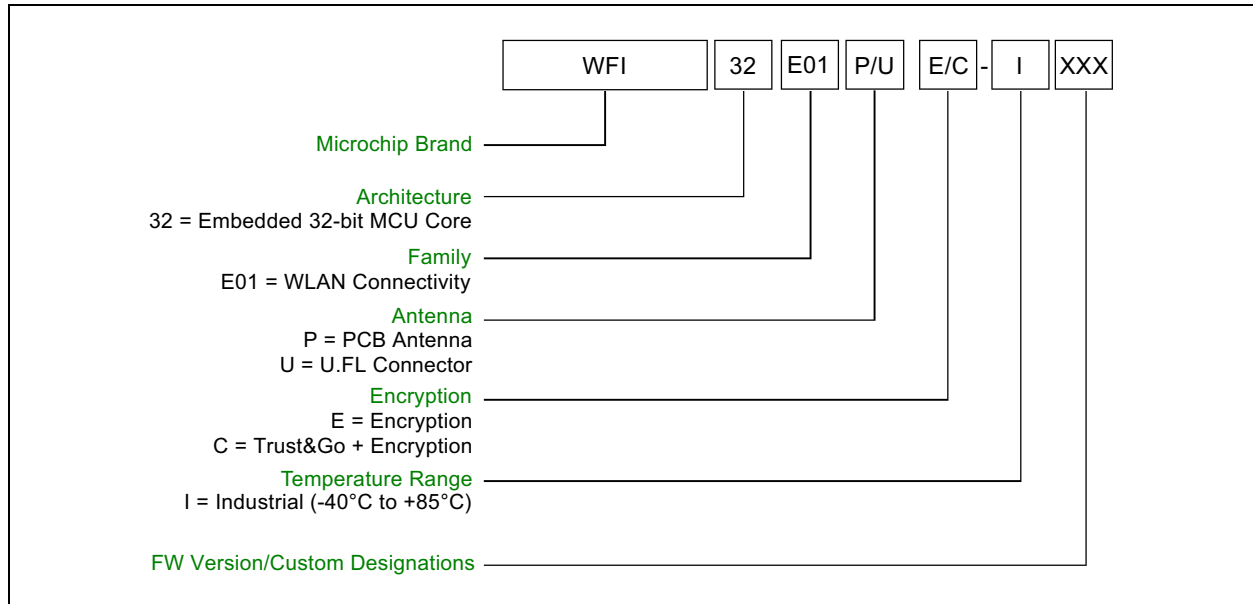 WFI 32 E01 P/U E/C - I XXX
Microchip Brand
Architecture
32 = Embedded 32-bit MCU Core
Family
E01 = WLAN Connectivity
Antenna
P = PCB Antenna
U = U.FL Connector
Encryption
E = Encryption
C = Trust&Go + Encryption
Temperature Range
I = Industrial (-40°C to +85°C)
FW Version/Custom Designations